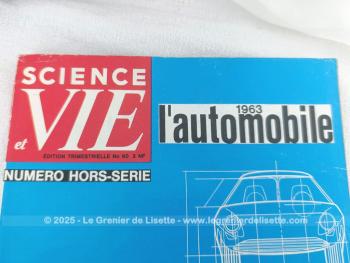 SCIENCE
et VIE
ÉDITION TRIMESTRIELLE No 60 3 NF
NUMERO HORS-SERIE
1963
l'automobile
© 2025 - Le Grenier de Lisette - www.legrenierdelisette.com